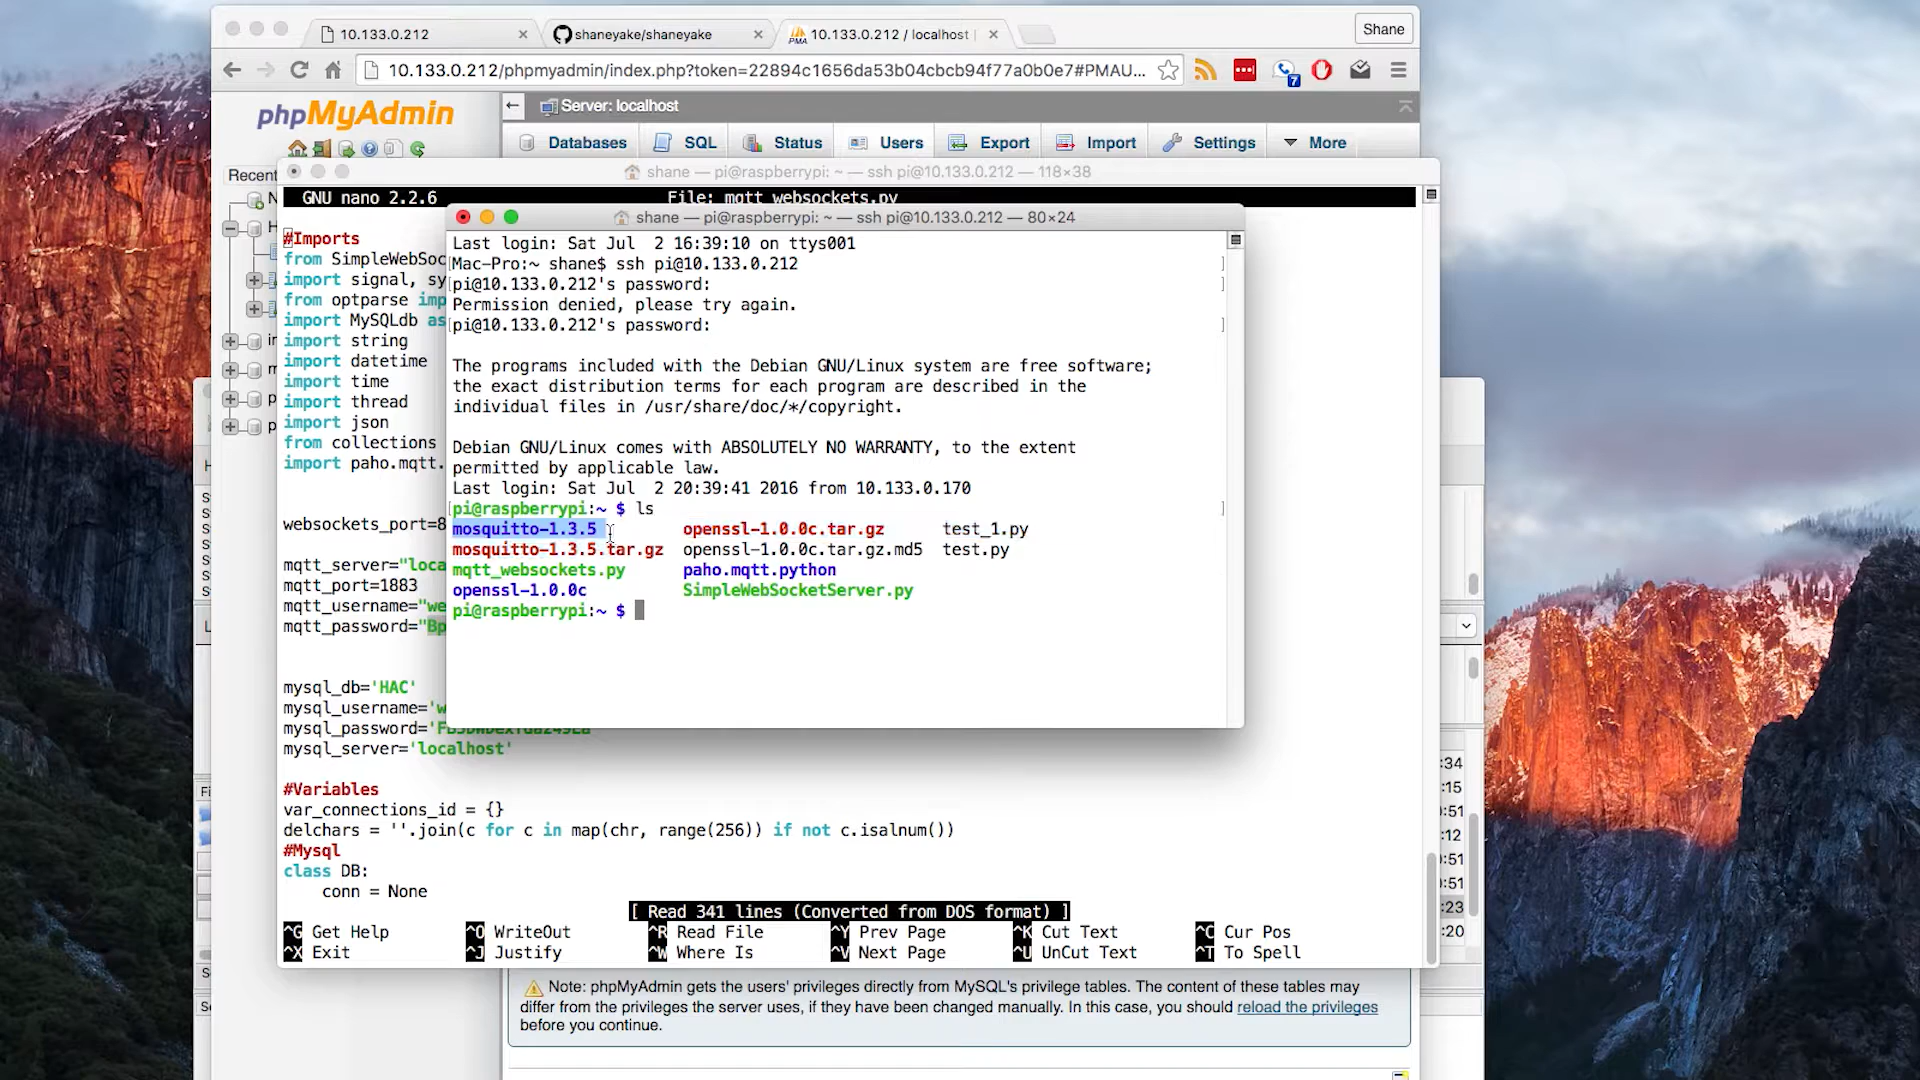 10.133.0.212
shaneyake/shaneyake
10.133.0.212 / localhost
Shane
10.133.0.212/phpmyadmin/index.php?token=22894c1656da53b04cbcb94f77a0b0e7#PMAU...
7
phpMyAdmin
Server: localhost
Databases
SQL
Status
Users
Export
Import
Settings
More
Recent
shane — pi@raspberrypi: ~ — ssh pi@10.133.0.212 — 118×38
GNU nano 2.2.6
File: mqtt_websockets.py
#Imports
from SimpleWebSoc
import signal, sy
from optparse imp
import MySQLdb as
import string
import datetime
import time
import thread
import json
from collections
import paho.mqtt.
websockets_port=8
mqtt_server="loca
mqtt_port=1883
mqtt_username="we
mqtt_password="Bp
mysql_db='HAC'
mysql_username='w
mysql_password='
mysql_server='localhost'
#Variables
var_connections_id = {}
delchars = ''.join(c for c in map(chr, range(256)) if not c.isalnum())
#Mysql
class DB:
conn = None
[ Read 341 lines (Converted from DOS format) ]
^G Get Help ^O WriteOut ^R Read File ^Y Prev Page ^K Cut Text ^C Cur Pos
^X Exit ^J Justify ^W Where Is ^V Next Page ^U UnCut Text ^T To Spell
shane — pi@raspberrypi: ~ — ssh pi@10.133.0.212 — 80×24
Last login: Sat Jul 2 16:39:10 on ttys001
Mac-Pro:~ shane$ ssh pi@10.133.0.212
pi@10.133.0.212's password:
Permission denied, please try again.
pi@10.133.0.212's password:
The programs included with the Debian GNU/Linux system are free software;
the exact distribution terms for each program are described in the
individual files in /usr/share/doc/*/copyright.
Debian GNU/Linux comes with ABSOLUTELY NO WARRANTY, to the extent
permitted by applicable law.
Last login: Sat Jul 2 20:39:41 2016 from 10.133.0.170
pi@raspberrypi:~ $ ls
mosquitto-1.3.5 openssl-1.0.0c.tar.gz test_1.py
mosquitto-1.3.5.tar.gz openssl-1.0.0c.tar.gz.md5 test.py
mqtt_websockets.py paho.mqtt.python
openssl-1.0.0c SimpleWebSocketServer.py
pi@raspberrypi:~ $
:34
:15
:51
:12
:51
:51
:23
:20
Note: phpMyAdmin gets the users' privileges directly from MySQL's privilege tables. The content of these tables may
differ from the privileges the server uses, if they have been changed manually. In this case, you should reload the privileges
before you continue.